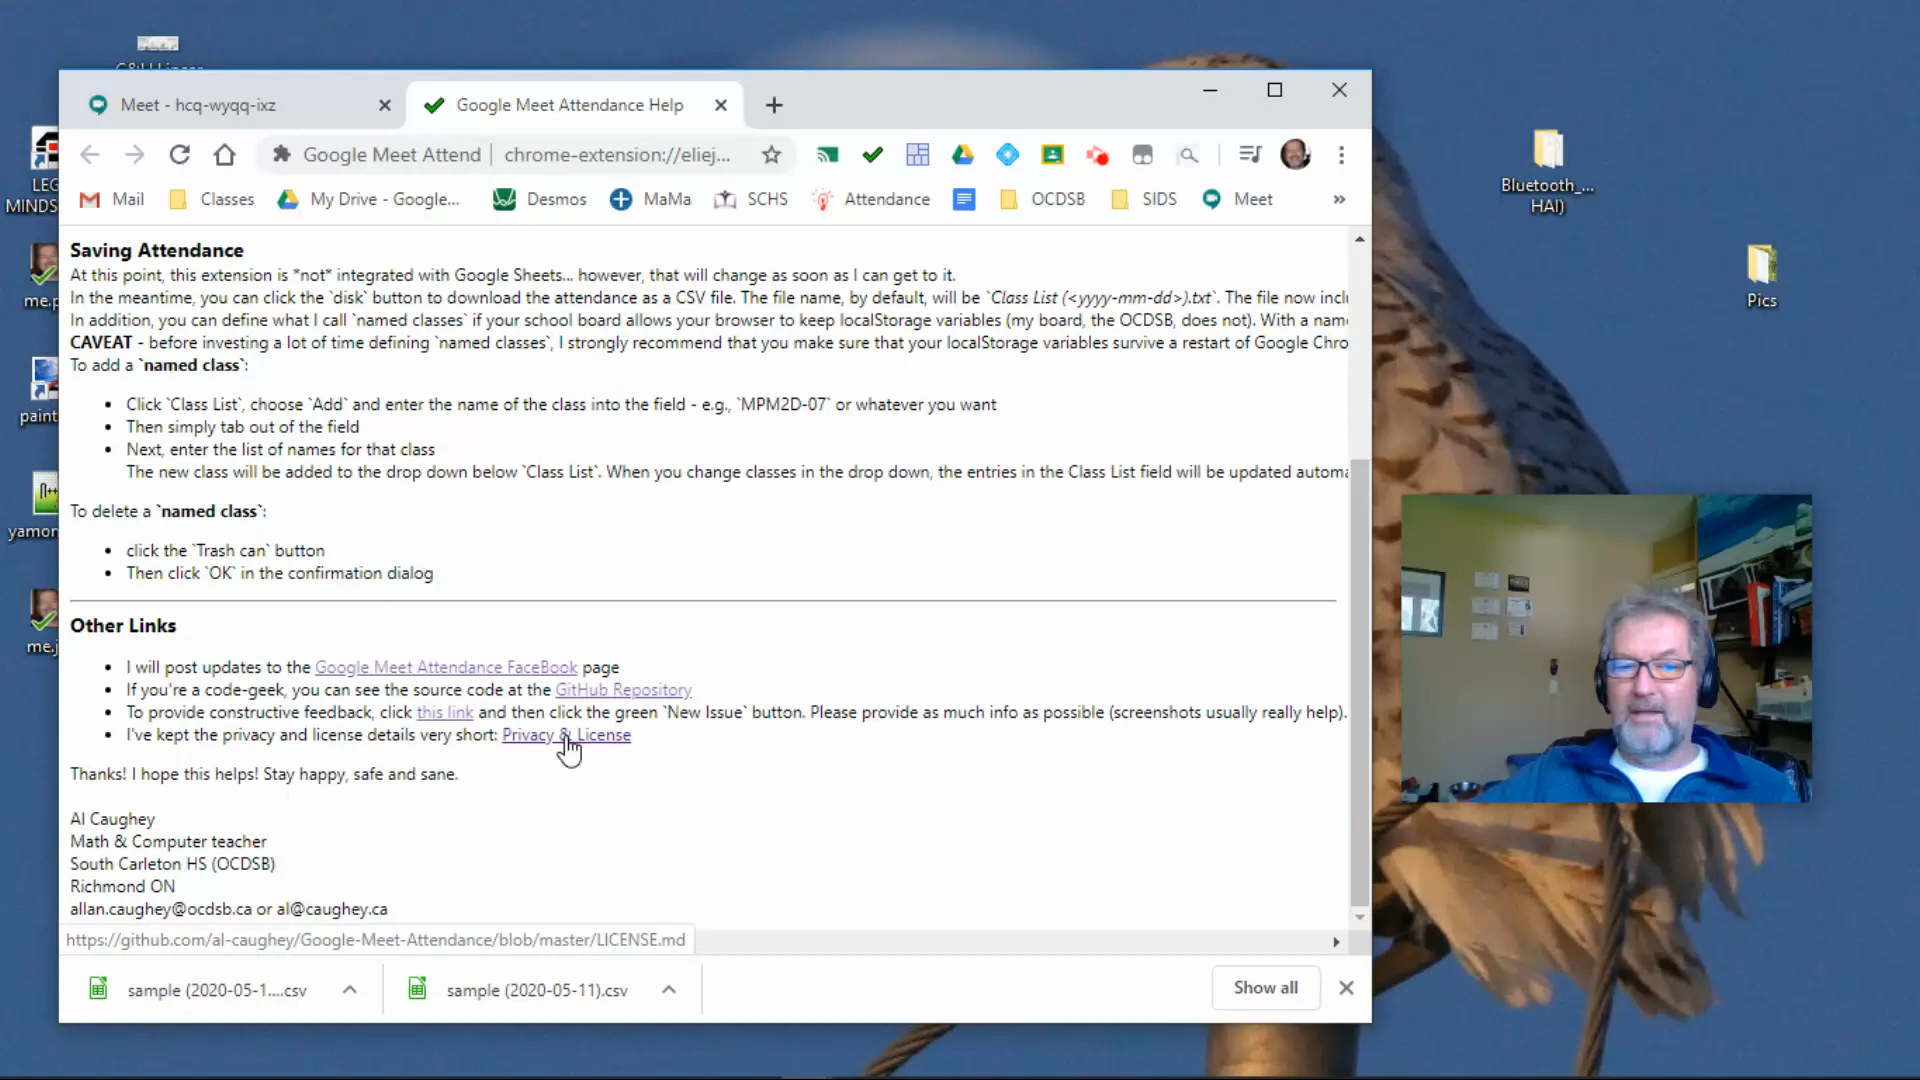 LEG
MINDS
me.p
paint
yamor
me.j
Bluetooth_...
HAI)
Pics
Meet - hcq-wyqq-ixz
Google Meet Attendance Help
Google Meet Attend | chrome-extension://eliej...
Mail Classes My Drive - Google... Desmos MaMa SCHS Attendance OCDSB SIDS Meet »
Saving Attendance
At this point, this extension is *not* integrated with Google Sheets... however, that will change as soon as I can get to it.
In the meantime, you can click the `disk` button to download the attendance as a CSV file. The file name, by default, will be `Class List (<yyyy-mm-dd>).txt`. The file now inclu
In addition, you can define what I call `named classes` if your school board allows your browser to keep localStorage variables (my board, the OCDSB, does not). With a nam
CAVEAT - before investing a lot of time defining `named classes`, I strongly recommend that you make sure that your localStorage variables survive a restart of Google Chro
To add a `named class`:
• Click `Class List`, choose `Add` and enter the name of the class into the field - e.g., `MPM2D-07` or whatever you want
• Then simply tab out of the field
• Next, enter the list of names for that class
The new class will be added to the drop down below `Class List`. When you change classes in the drop down, the entries in the Class List field will be updated automa
To delete a `named class`:
• click the `Trash can` button
• Then click `OK` in the confirmation dialog
Other Links
• I will post updates to the Google Meet Attendance FaceBook page
• If you're a code-geek, you can see the source code at the GitHub Repository
• To provide constructive feedback, click this link and then click the green `New Issue` button. Please provide as much info as possible (screenshots usually really help).
• I've kept the privacy and license details very short: Privacy & License
Thanks! I hope this helps! Stay happy, safe and sane.
Al Caughey
Math & Computer teacher
South Carleton HS (OCDSB)
Richmond ON
allan.caughey@ocdsb.ca or al@caughey.ca
https://github.com/al-caughey/Google-Meet-Attendance/blob/master/LICENSE.md
sample (2020-05-1....csv
sample (2020-05-11).csv
Show all